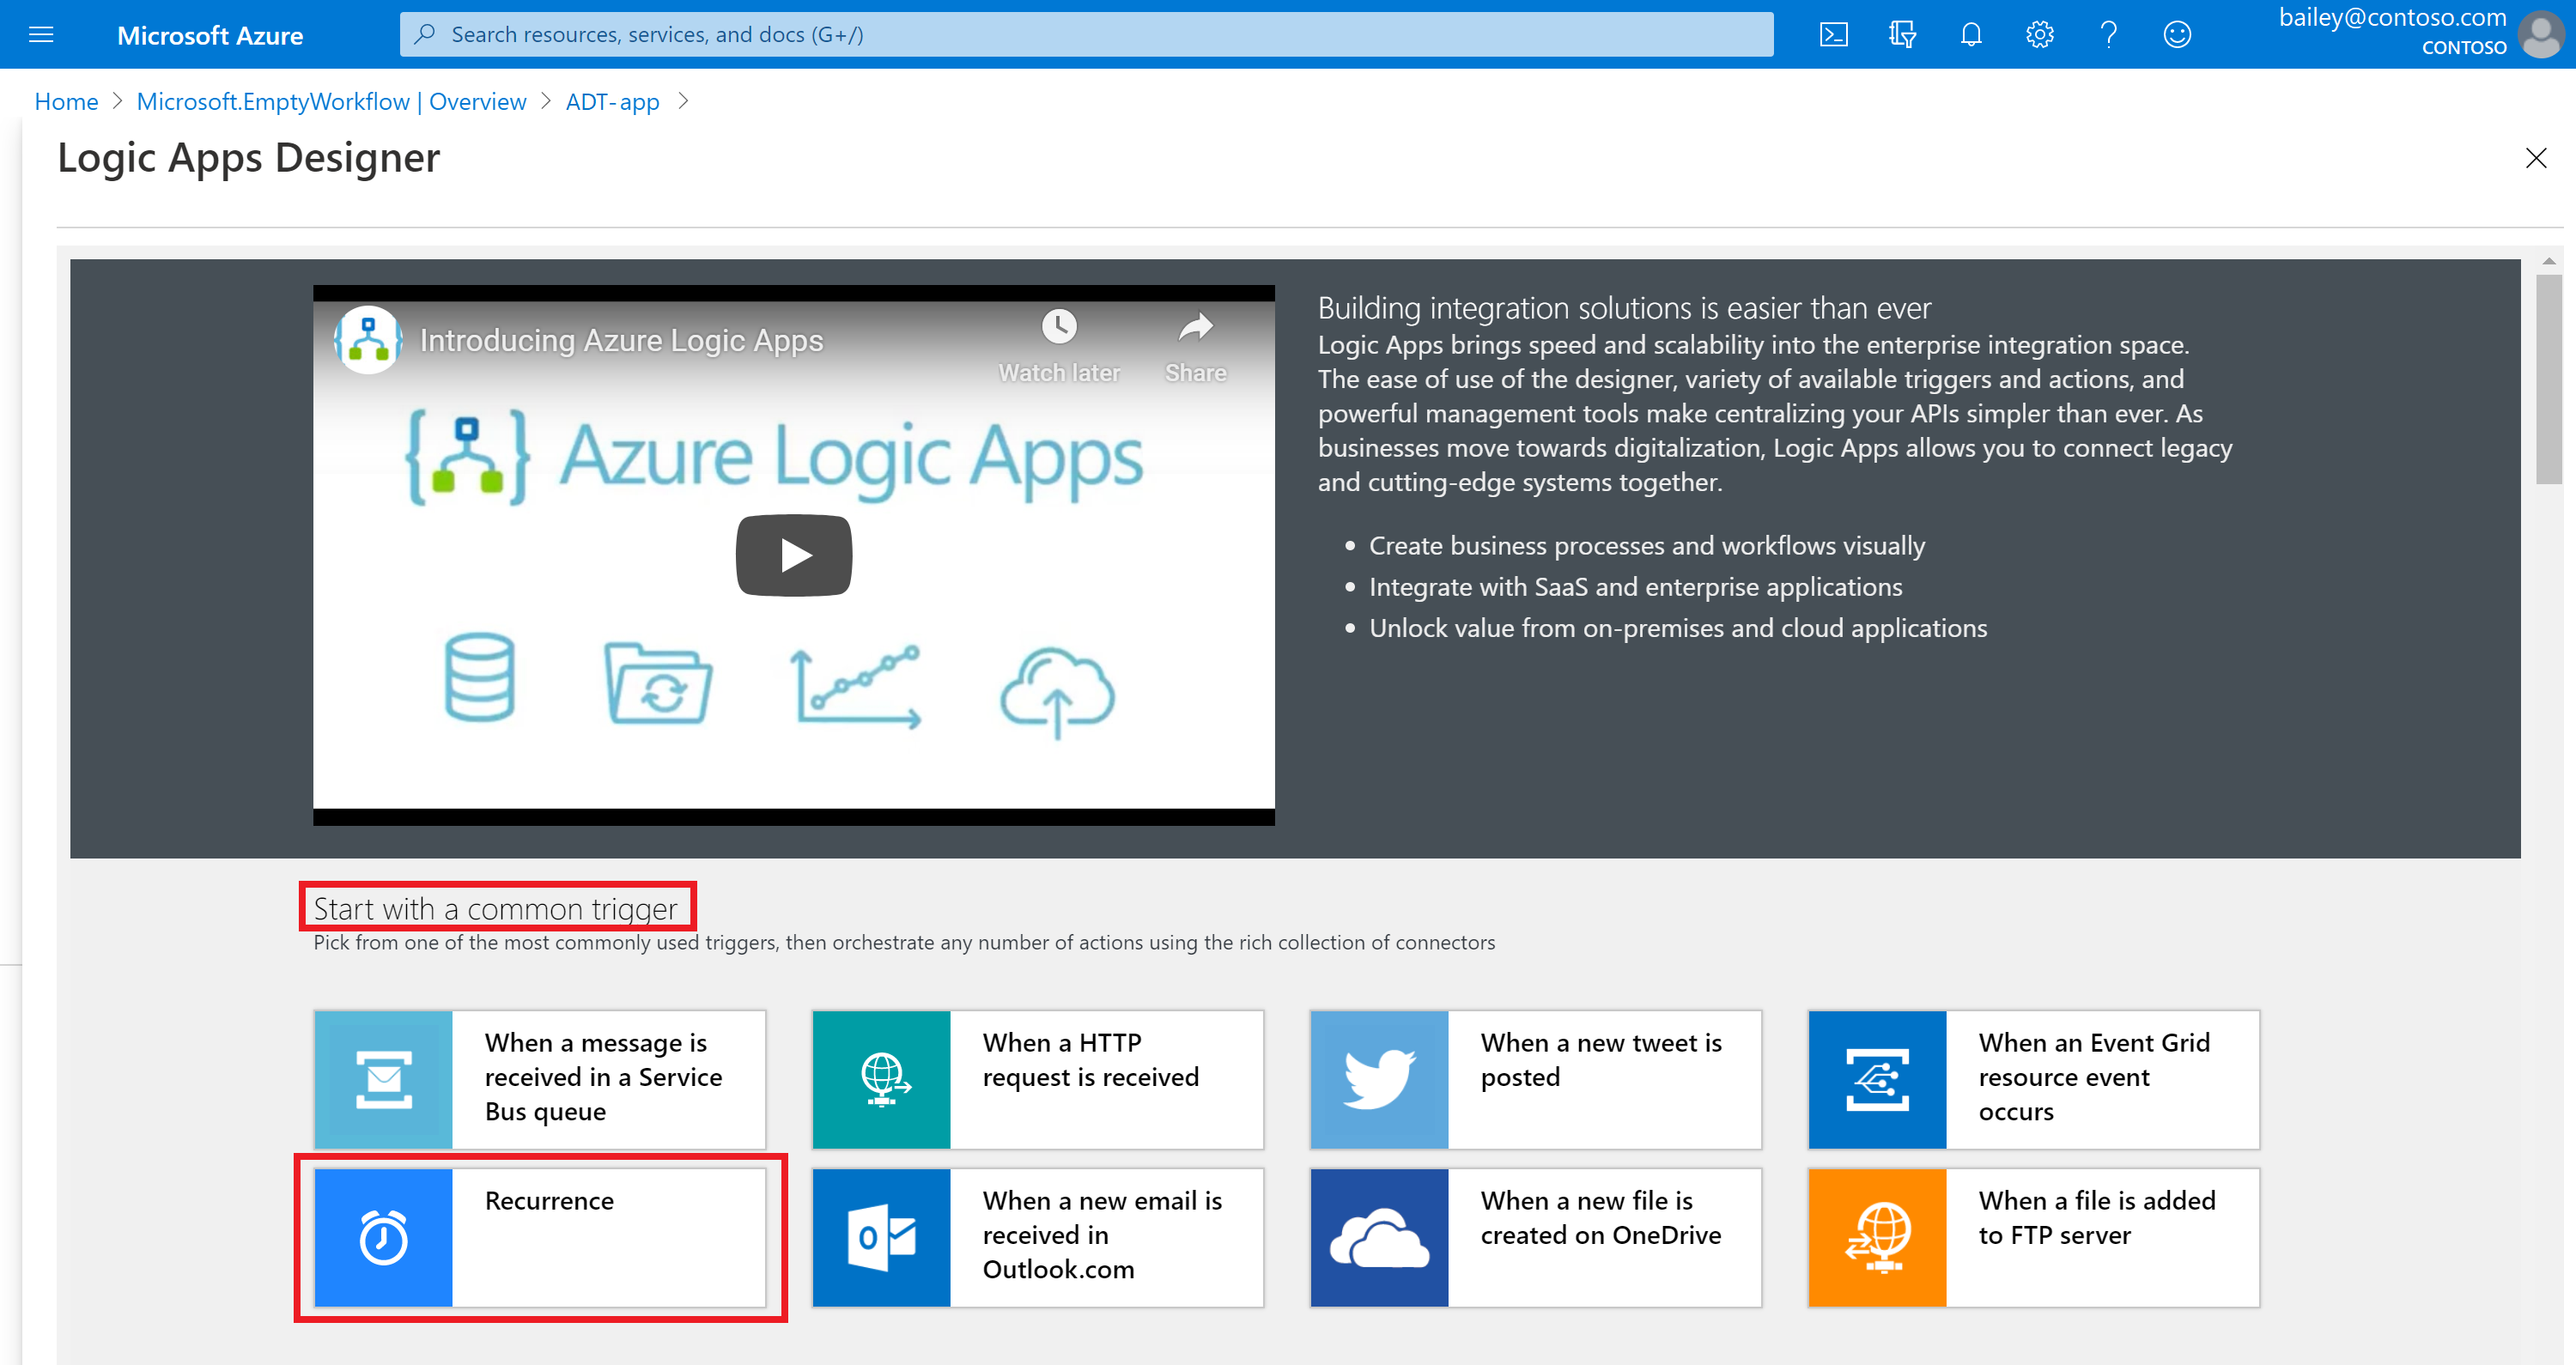 Microsoft Azure
Search resources, services, and docs (G+/)
bailey@contoso.com
CONTOSO
Home > Microsoft.EmptyWorkflow | Overview > ADT-app >
Logic Apps Designer
Introducing Azure Logic Apps
Watch later
Share
Azure Logic Apps
Building integration solutions is easier than ever
Logic Apps brings speed and scalability into the enterprise integration space.
The ease of use of the designer, variety of available triggers and actions, and
powerful management tools make centralizing your APIs simpler than ever. As
businesses move towards digitalization, Logic Apps allows you to connect legacy
and cutting-edge systems together.
• Create business processes and workflows visually
• Integrate with SaaS and enterprise applications
• Unlock value from on-premises and cloud applications
Start with a common trigger
Pick from one of the most commonly used triggers, then orchestrate any number of actions using the rich collection of connectors
When a message is
received in a Service
Bus queue
When a HTTP
request is received
When a new tweet is
posted
When an Event Grid
resource event
occurs
Recurrence
When a new email is
received in
Outlook.com
When a new file is
created on OneDrive
When a file is added
to FTP server